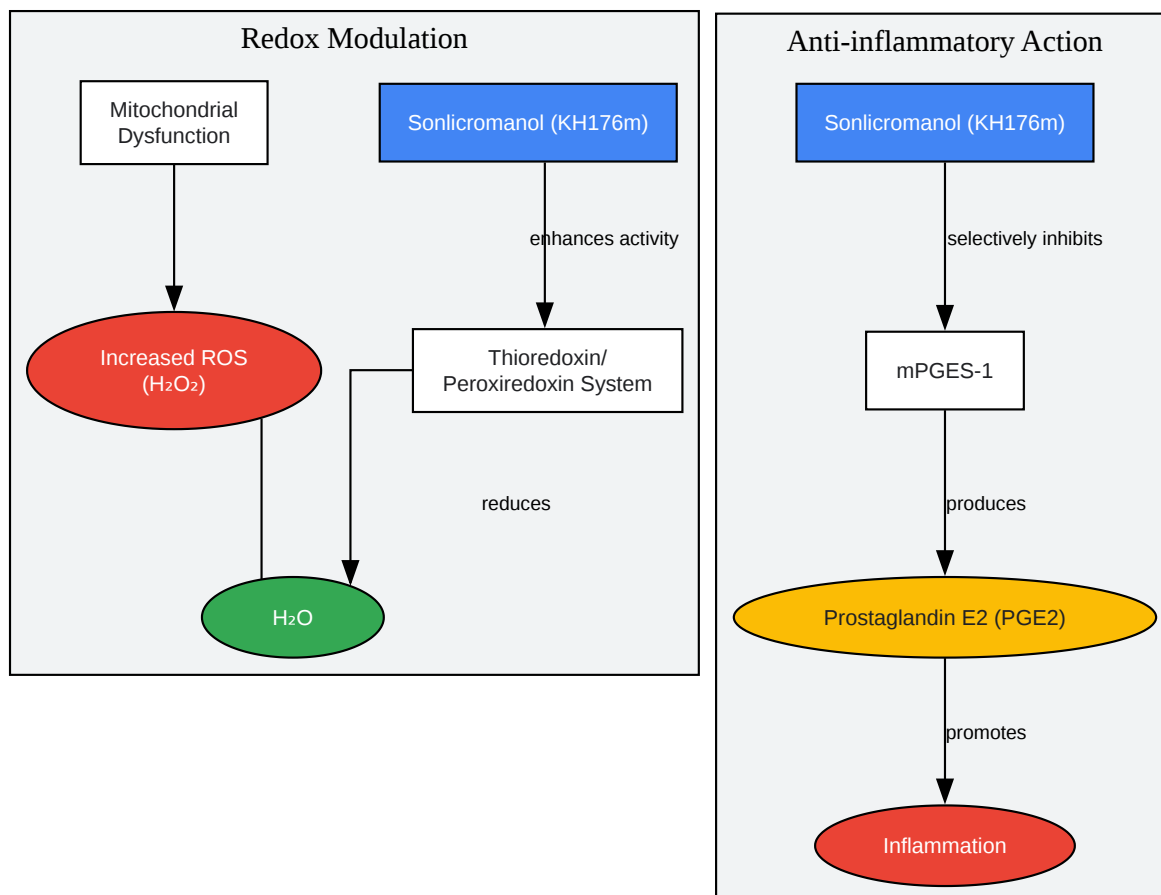 Redox Modulation
Mitochondrial
Dysfunction
Sonlicromanol (KH176m)
enhances activity
Increased ROS
(H₂O₂)
Thioredoxin/
Peroxiredoxin System
reduces
H₂O
Anti-inflammatory Action
Sonlicromanol (KH176m)
selectively inhibits
mPGES-1
produces
Prostaglandin E2 (PGE2)
promotes
Inflammation